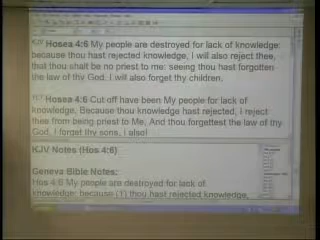 KJV Hosea 4:6 My people are destroyed for lack of knowledge:
because thou hast rejected knowledge, I will also reject thee,
that thou shalt be no priest to me: seeing thou hast forgotten
the law of thy God, I will also forget thy children.
YLT Hosea 4:6 Cut off have been My people for lack of
knowledge, Because thou knowledge hast rejected, I reject
thee from being priest to Me, And thou forgettest the law of thy
God, I forget thy sons, I also!
KJV Notes (Hos 4:6)
Geneva Bible Notes:
Hos 4:6 My people are destroyed for lack of
knowledge: because (1) thou hast rejected knowledge,